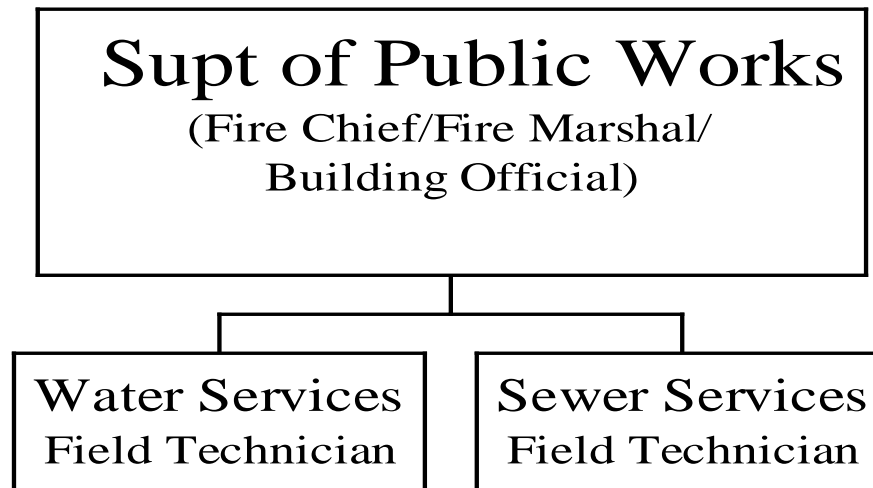 Supt of Public Works
(Fire Chief/Fire Marshal/
Building Official)
Water Services
Field Technician
Sewer Services
Field Technician